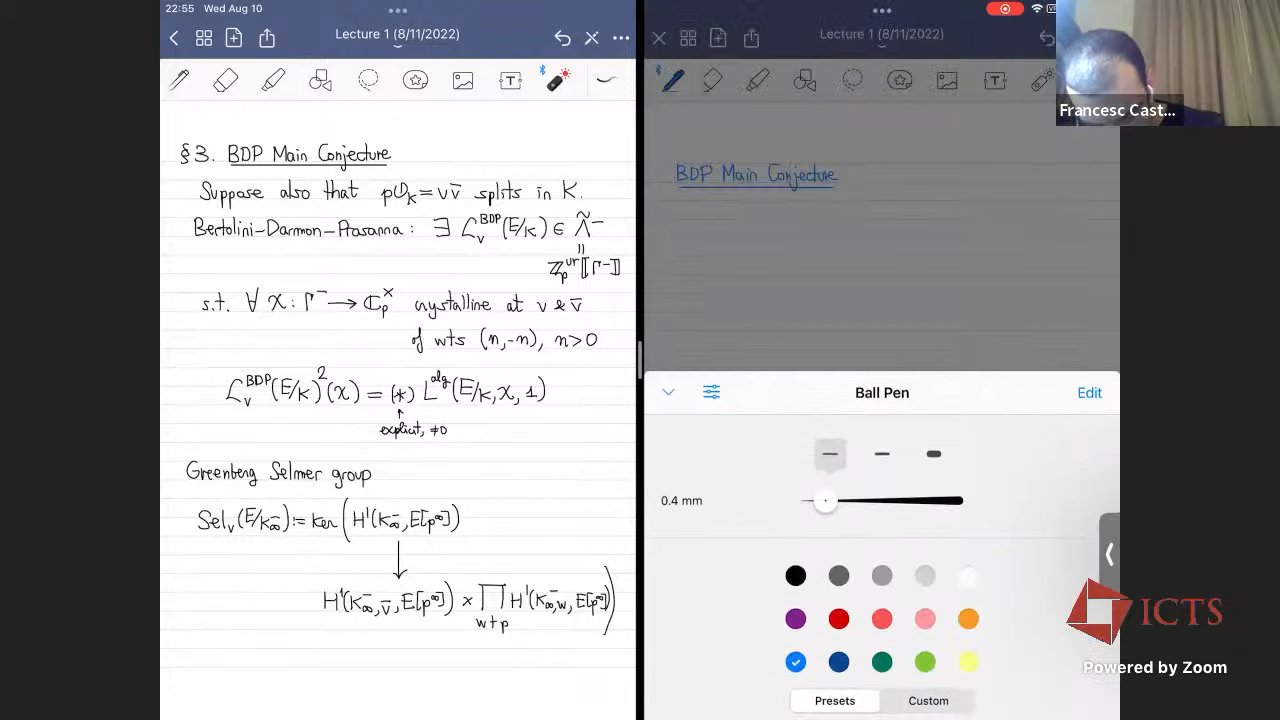 22:55 Wed Aug 10
Lecture 1 (8/11/2022)
§3. BDP Main Conjecture
Suppose also that pO_K = v v̄ splits in K.
Bertolini-Darmon-Prasanna: ∃ L_v^BDP(E/K) ∈ Λ̃^-
=
Z_p^ur[[Γ^-]]
s.t. ∀ χ: Γ^- → C_p^× crystalline at v & v̄
of wts (n,-n), n>0
L_v^BDP(E/K)^2(χ) = (*) L^alg(E/K, χ, 1)
↑
explicit, ≠0
Greenberg Selmer group
Sel_v(E/K_∞^-) := ker ( H^1(K_∞^-, E[p^∞])
↓
H^1(K_∞,v̄^-, E[p^∞]) × ∏ H^1(K_∞,w^-, E[p^∞]) )
w∤p
Lecture 1 (8/11/2022)
BDP Main Conjecture
Ball Pen
Edit
0.4 mm
Presets
Custom
Francesc Cast...
ICTS
Powered by Zoom